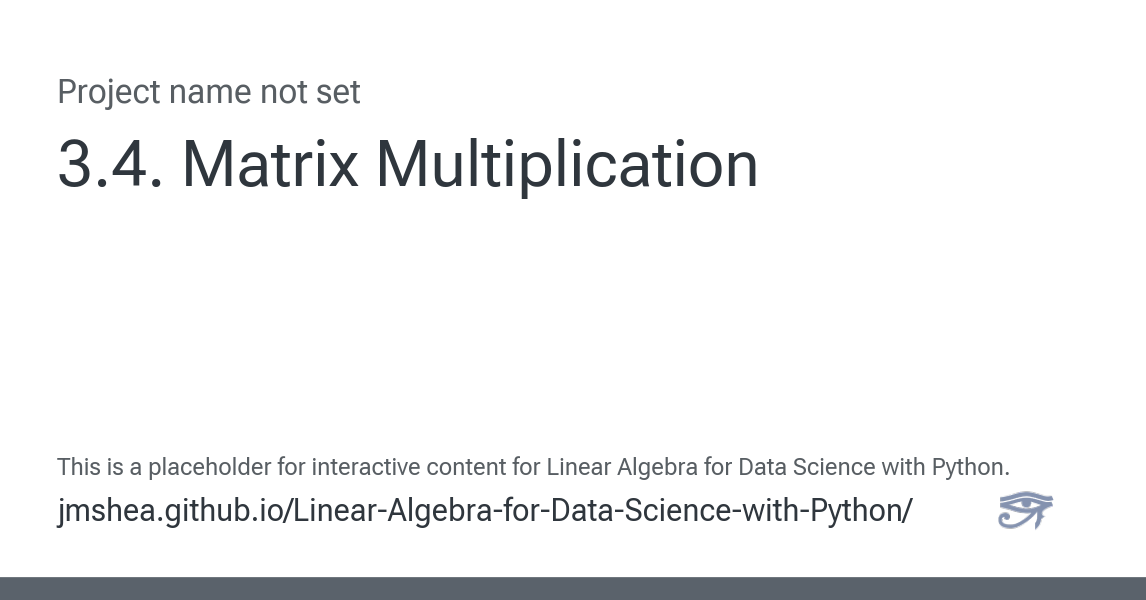 Project name not set
3.4. Matrix Multiplication
This is a placeholder for interactive content for Linear Algebra for Data Science with Python.
jmshea.github.io/Linear-Algebra-for-Data-Science-with-Python/